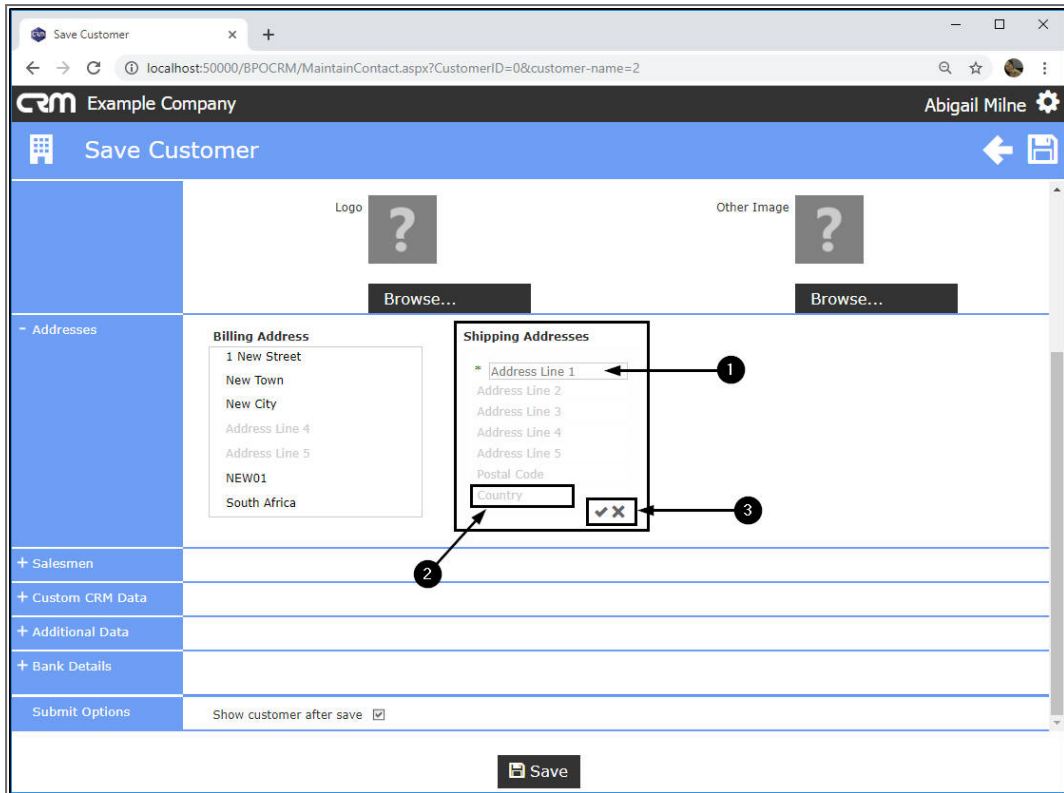 Save Customer
localhost:50000/BPOCRM/MaintainContact.aspx?CustomerID=0&customer-name=2
CRM Example Company
Abigail Milne
Save Customer
Logo
?
Other Image
?
Browse...
Browse...
- Addresses
Billing Address
1 New Street
New Town
New City
Address Line 4
Address Line 5
NEW01
South Africa
Shipping Addresses
* Address Line 1
Address Line 2
Address Line 3
Address Line 4
Address Line 5
Postal Code
Country
1
2
3
+ Salesmen
+ Custom CRM Data
+ Additional Data
+ Bank Details
Submit Options
Show customer after save
Save